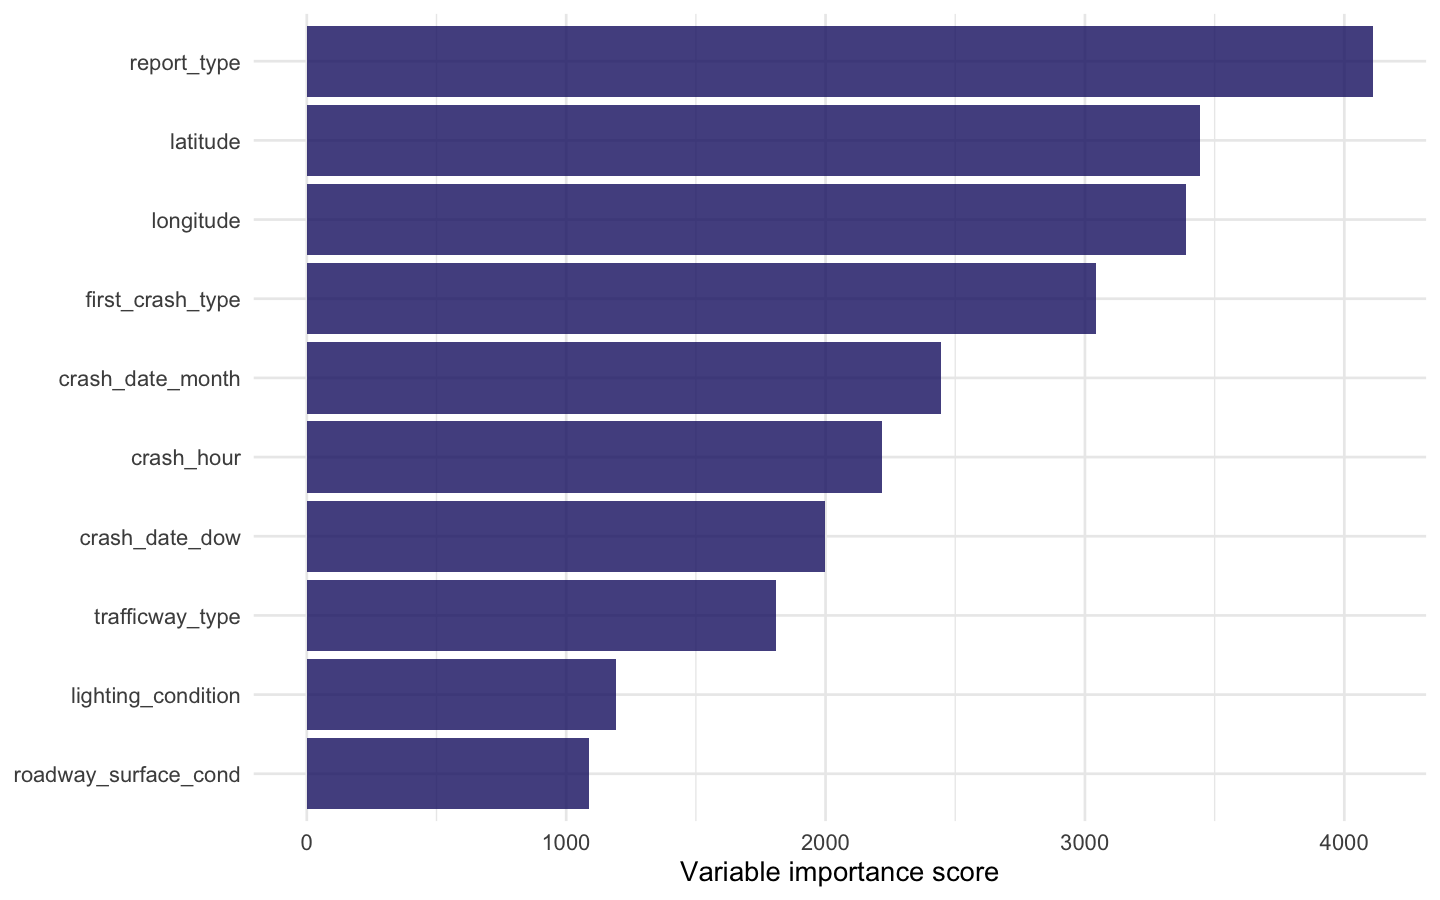 report_type
latitude
longitude
first_crash_type
crash_date_month
crash_hour
crash_date_dow
trafficway_type
lighting_condition
roadway_surface_cond
0 1000 2000 3000 4000
Variable importance score